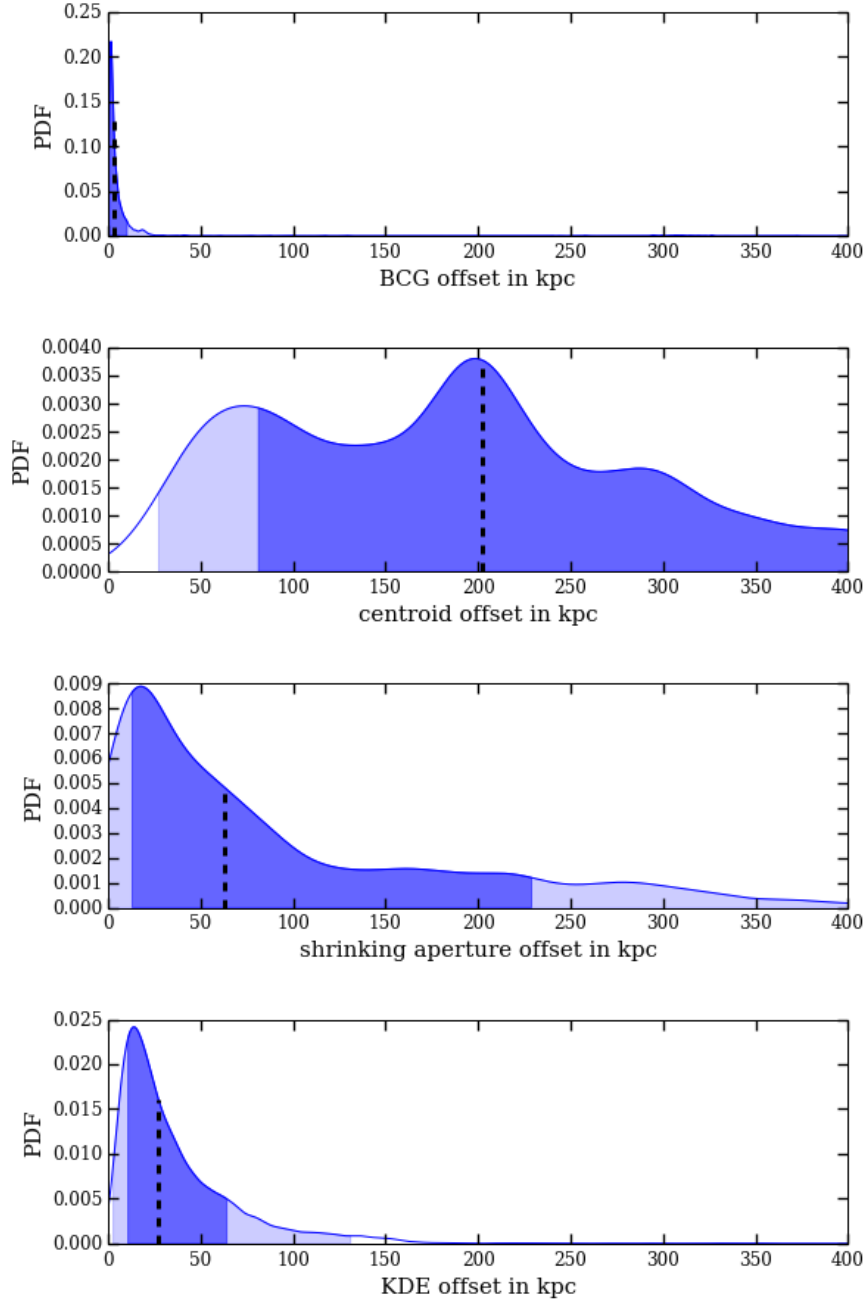 0.25
0.20
0.15
0.10
0.05
0.00
PDF
0 50 100 150 200 250 300 350 400
BCG offset in kpc
0.0040
0.0035
0.0030
0.0025
0.0020
0.0015
0.0010
0.0005
0.0000
PDF
0 50 100 150 200 250 300 350 400
centroid offset in kpc
0.009
0.008
0.007
0.006
0.005
0.004
0.003
0.002
0.001
0.000
PDF
0 50 100 150 200 250 300 350 400
shrinking aperture offset in kpc
0.025
0.020
0.015
0.010
0.005
0.000
PDF
0 50 100 150 200 250 300 350 400
KDE offset in kpc